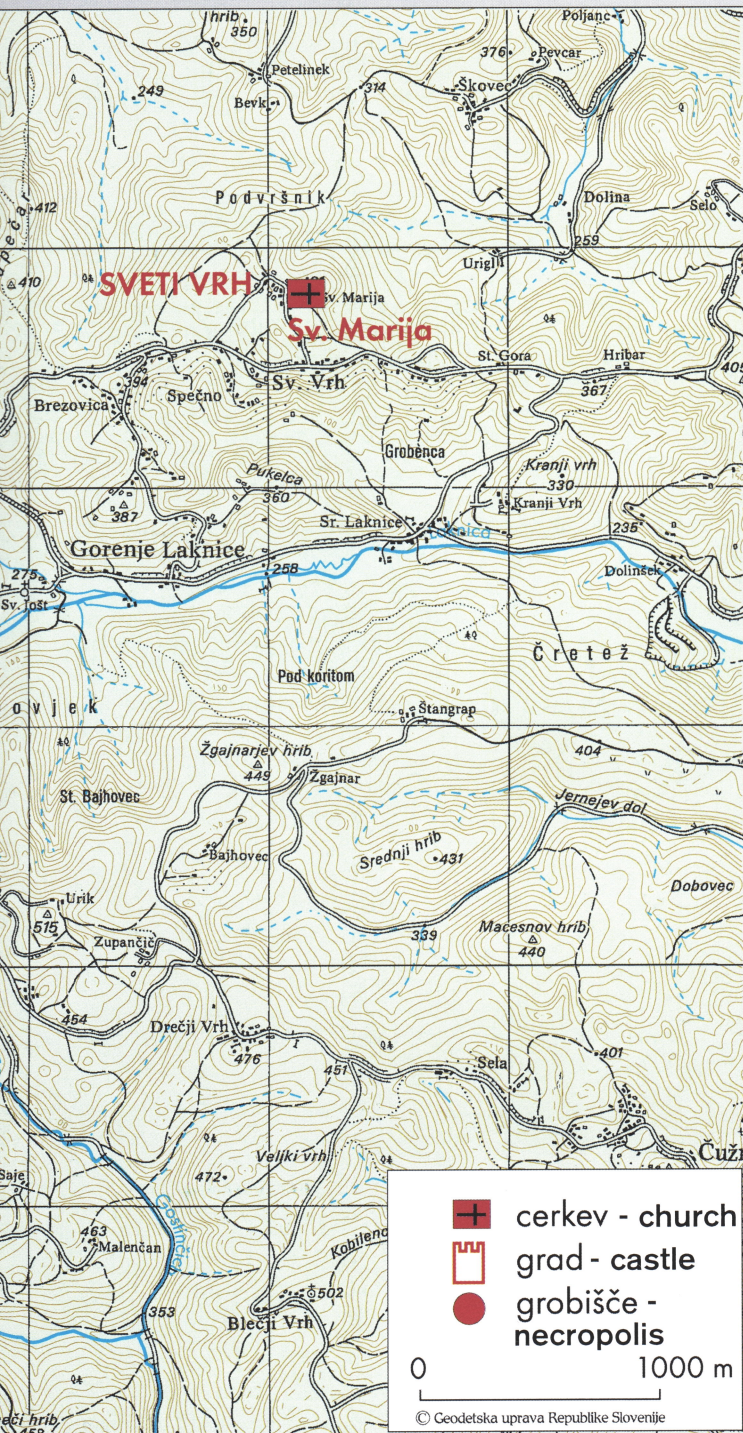 hrib
350
Poljanc
376
Pevcar
Petelinek
249
Bevk
314
Škovec
412
Podvršnik
Dolina
Selo
259
Urigl
410
SVETI VRH
Sv. Marija
Sv. Marija
St. Gora
Hribar
405
394
Spečno
Sv. Vrh
367
Brezovica
100
Grobenca
Pukelca
360
Kranji vrh
330
387
Kranji Vrh
Sr. Laknice
Laknica
235
Gorenje Laknice
258
275
Dolinšek
Sv. Jošt
Čretež
Pod koritom
150
ovjek
Štangrap
404
Žgajnarjev hrib
449
Žgajnar
St. Bajhovec
Jernejev dol
Bajhovec
Srednji hrib
431
Dobovec
Urik
515
Zupančič
339
Macesnov hrib
440
454
Drečji Vrh
476
451
Sela
401
Veljki vrh
472
Saje
463
Malenčan
353
502
Blečji Vrh
cerkev - church
grad - castle
grobišče -
necropolis
0 1000 m
© Geodetska uprava Republike Slovenije